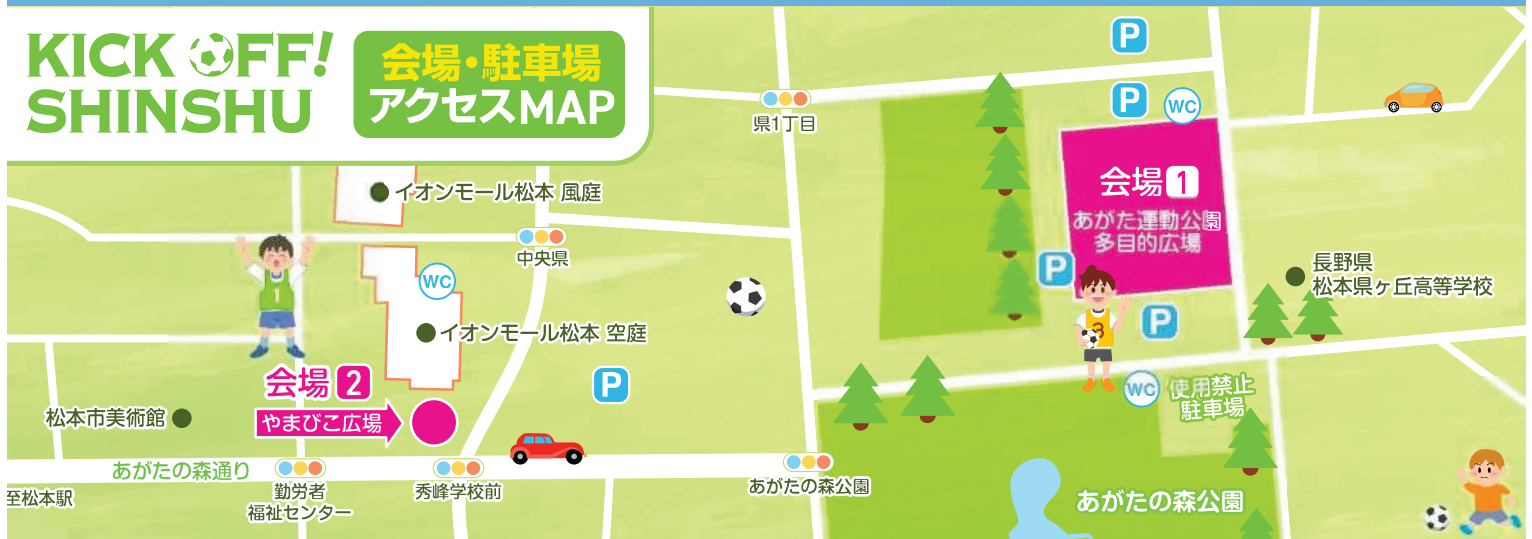 KICK OFF!
SHINSHU
会場・駐車場
アクセスMAP
P
P
WC
県1丁目
会場1
あがた運動公園
多目的広場
イオンモール松本 風庭
中央県
WC
P
長野県
松本県ヶ丘高等学校
1
3
P
イオンモール松本 空庭
会場 2
P
WC
使用禁止
駐車場
松本市美術館
やまびこ広場
あがたの森通り
至松本駅
勤労者
福祉センター
秀峰学校前
あがたの森公園
あがたの森公園